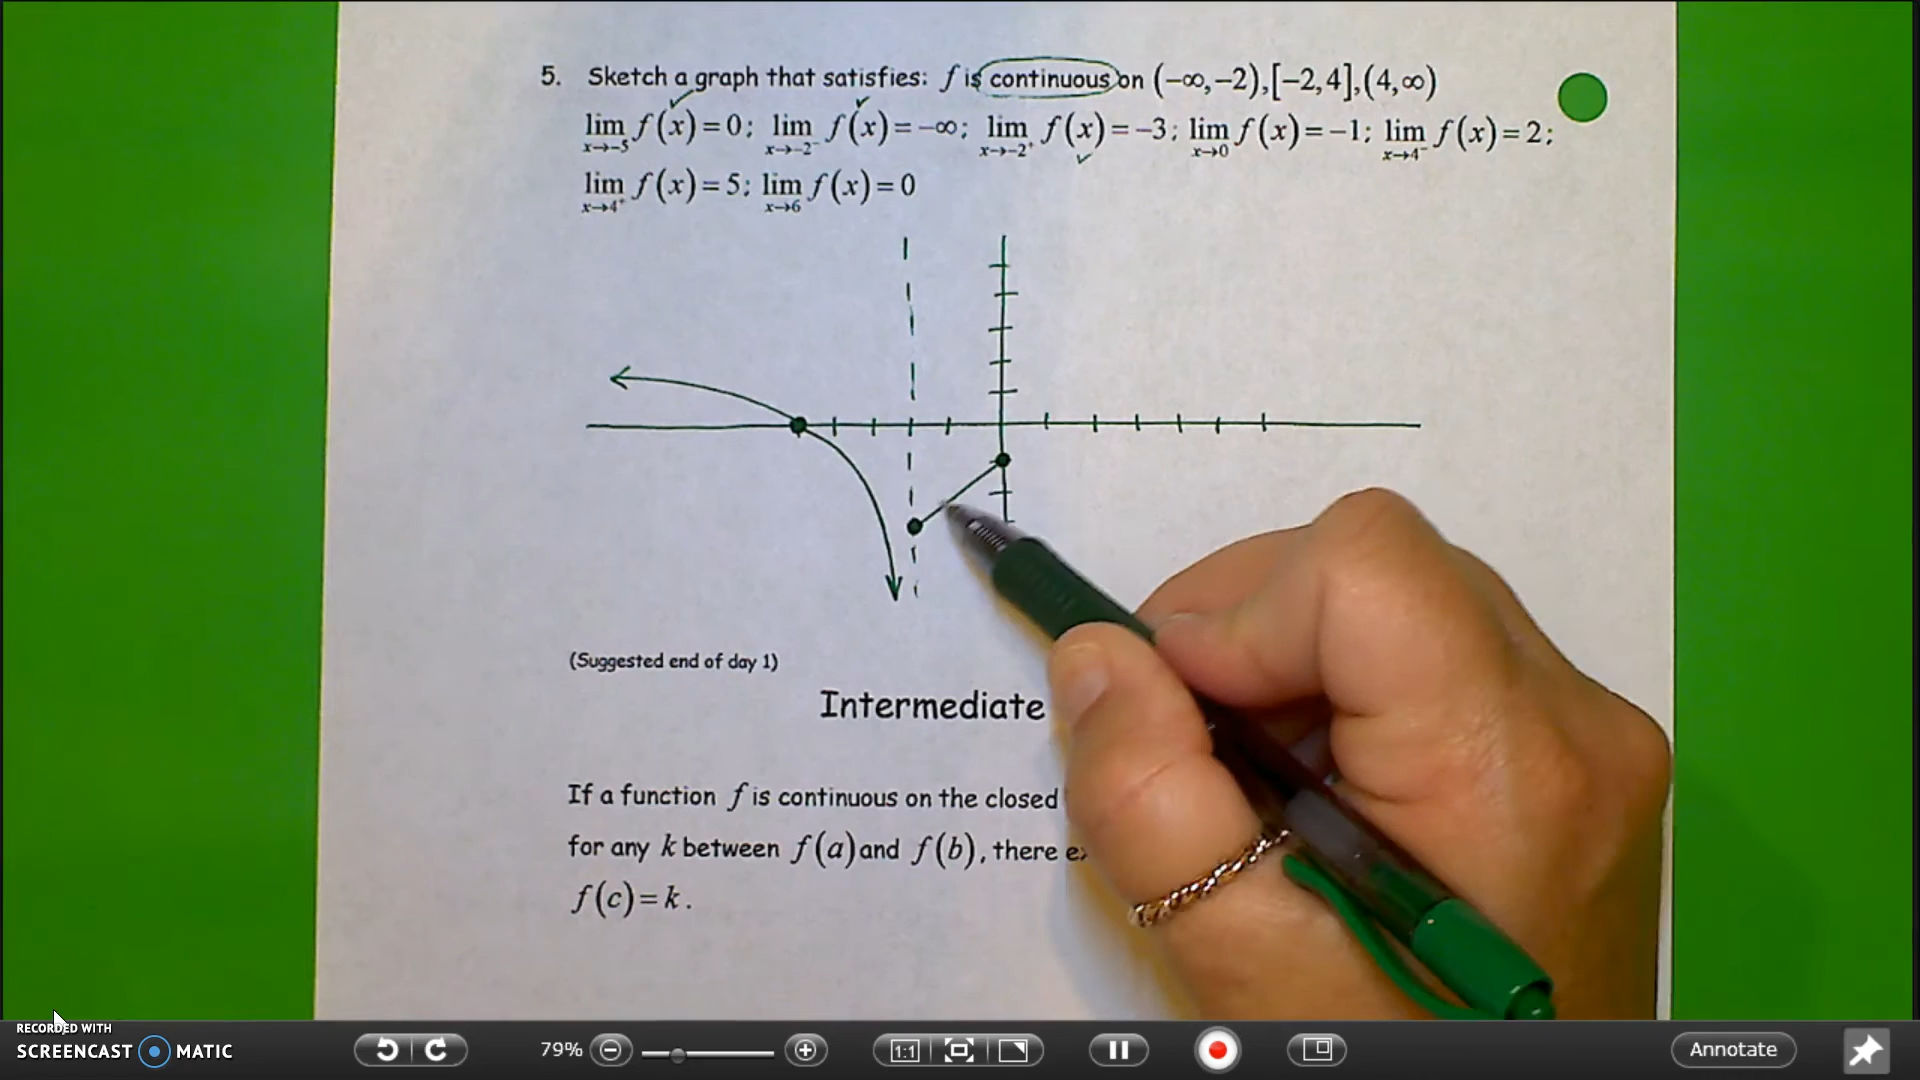 5. Sketch a graph that satisfies: f is continuous on (−∞,−2),[−2,4],(4,∞)
lim x→−5 f(x)=0; lim x→−2⁻ f(x)=−∞; lim x→−2⁺ f(x)=−3; lim x→0 f(x)=−1; lim x→4⁻ f(x)=2;
lim x→4⁺ f(x)=5; lim x→6 f(x)=0
(Suggested end of day 1)
Intermediate
If a function f is continuous on the closed
for any k between f(a) and f(b), there
f(c)=k.
RECORDED WITH
SCREENCAST MATIC
79%
1:1
Annotate